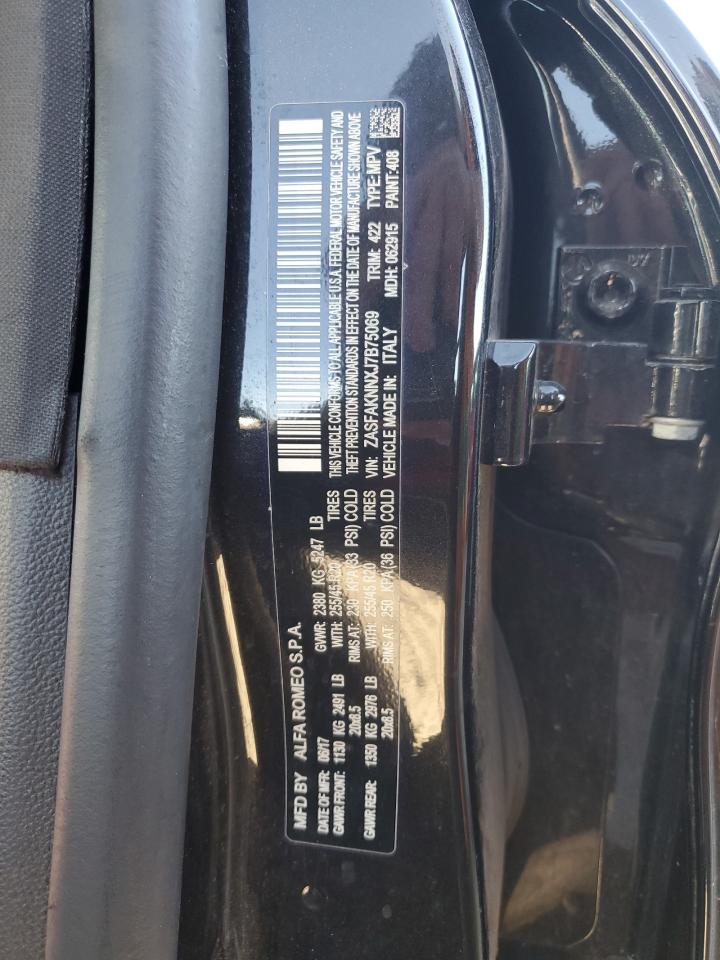 MFD BY ALFA ROMEO S.P.A.
DATE OF MFR: 06/17 GVWR: 2380 KG 5247 LB
GAWR FRONT: 1130 KG 2491 LB WITH: 255/45 R20 TIRES
20x8.5 RIMS AT: 230 KPA(33 PSI) COLD
GAWR REAR: 1350 KG 2976 LB WITH: 255/45 R20 TIRES
20x8.5 RIMS AT: 250 KPA(36 PSI) COLD
THIS VEHICLE CONFORMS TO ALL APPLICABLE U.S.A. FEDERAL MOTOR VEHICLE SAFETY AND
THEFT PREVENTION STANDARDS IN EFFECT ON THE DATE OF MANUFACTURE SHOWN ABOVE
VIN: ZASFAKNNXJ7B75069 TRIM: 422 TYPE: MPV
VEHICLE MADE IN: ITALY MDH: 062915 PAINT: 408